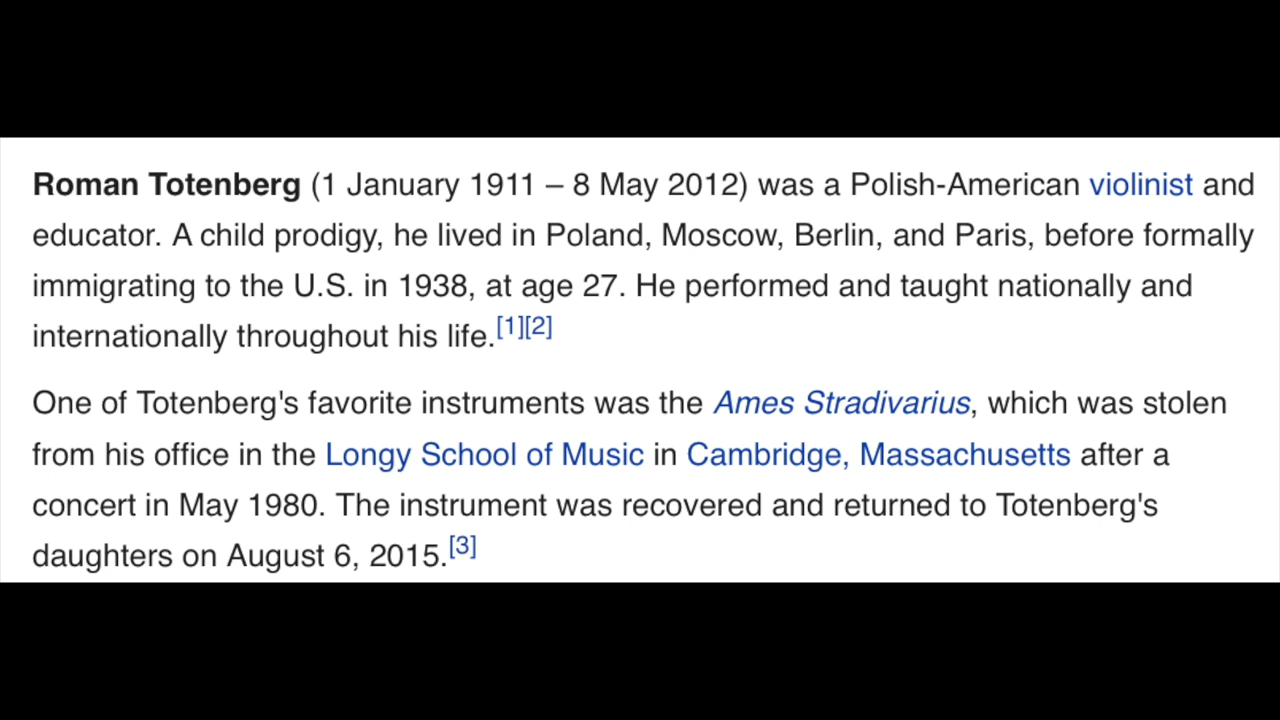 Roman Totenberg (1 January 1911 – 8 May 2012) was a Polish-American violinist and
educator. A child prodigy, he lived in Poland, Moscow, Berlin, and Paris, before formally
immigrating to the U.S. in 1938, at age 27. He performed and taught nationally and
internationally throughout his life.[1][2]
One of Totenberg's favorite instruments was the Ames Stradivarius, which was stolen
from his office in the Longy School of Music in Cambridge, Massachusetts after a
concert in May 1980. The instrument was recovered and returned to Totenberg's
daughters on August 6, 2015.[3]